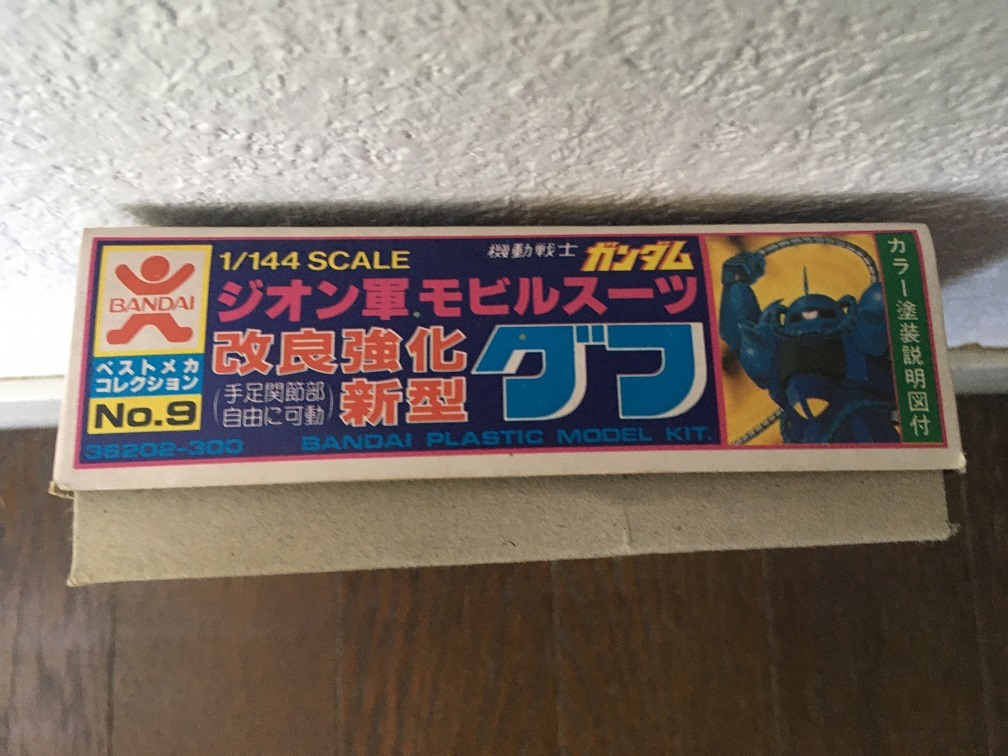 BANDAI
ベストメカ
コレクション
No.9
36202-300
1/144 SCALE
機動戦士 ガンダム
ジオン軍.モビルスーツ
改良強化
新型
(手足関節部
自由に可動)
グフ
BANDAI PLASTIC MODEL KIT.
カラー塗装説明図付